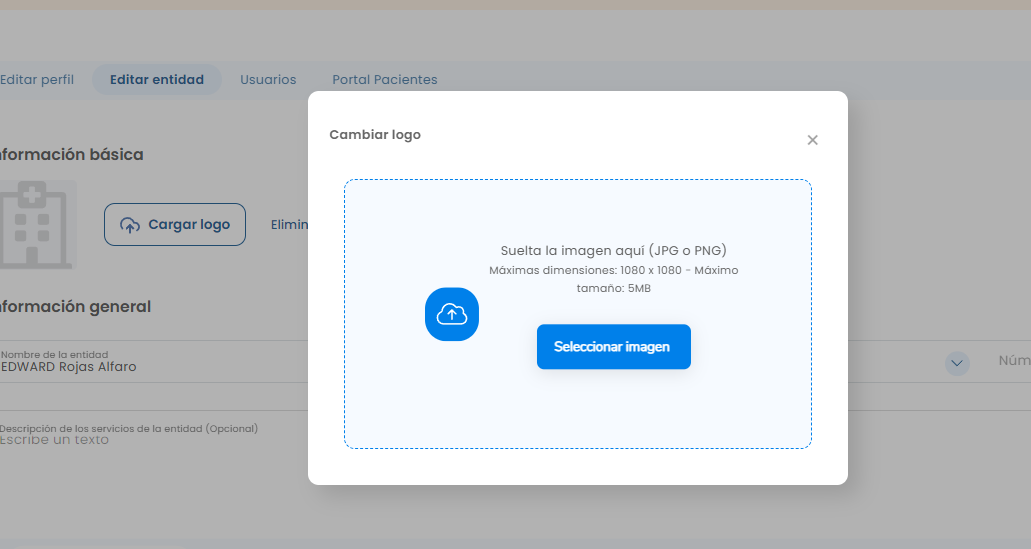 Editar perfil
Editar entidad
Usuarios
Portal Pacientes
Cambiar logo
nformación básica
Cargar logo
Elimin
Suelta la imagen aquí (JPG o PNG)
Máximas dimensiones: 1080 x 1080 - Máximo
tamaño: 5MB
Seleccionar imagen
nformación general
Nombre de la entidad
EDWARD Rojas Alfaro
Núm
Descripción de los servicios de la entidad (Opcional)
Escribe un texto